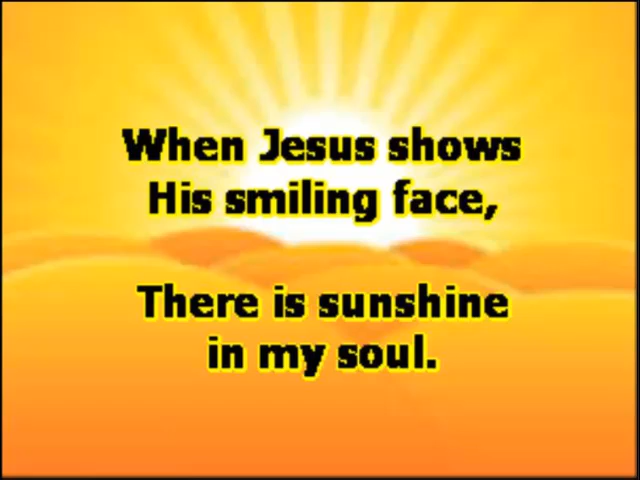 When Jesus shows
His smiling face,
There is sunshine
in my soul.